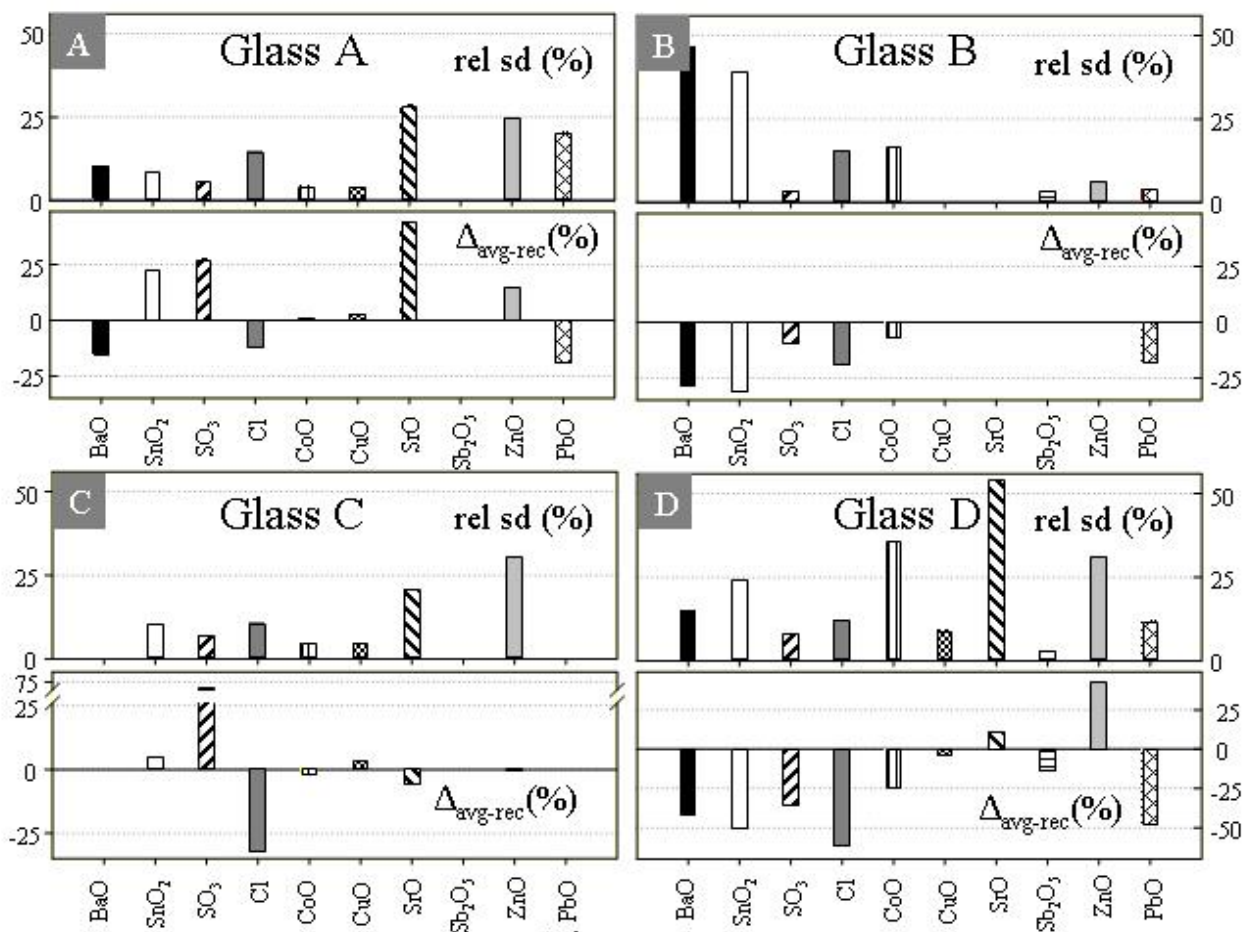 A
Glass A
rel sd (%)
50
25
0
Δavg-rec(%)
25
0
-25
BaO
SnO₂
SO₃
Cl
CoO
CuO
SrO
Sb₂O₅
ZnO
PbO
B
Glass B
rel sd (%)
50
25
0
Δavg-rec(%)
25
0
-25
BaO
SnO₂
SO₃
Cl
CoO
CuO
SrO
Sb₂O₅
ZnO
PbO
C
Glass C
rel sd (%)
50
25
0
75
25
0
-25
Δavg-rec(%)
BaO
SnO₂
SO₃
Cl
CoO
CuO
SrO
Sb₂O₅
ZnO
PbO
D
Glass D
rel sd (%)
50
25
0
25
0
-25
-50
Δavg-rec(%)
BaO
SnO₂
SO₃
Cl
CoO
CuO
SrO
Sb₂O₅
ZnO
PbO